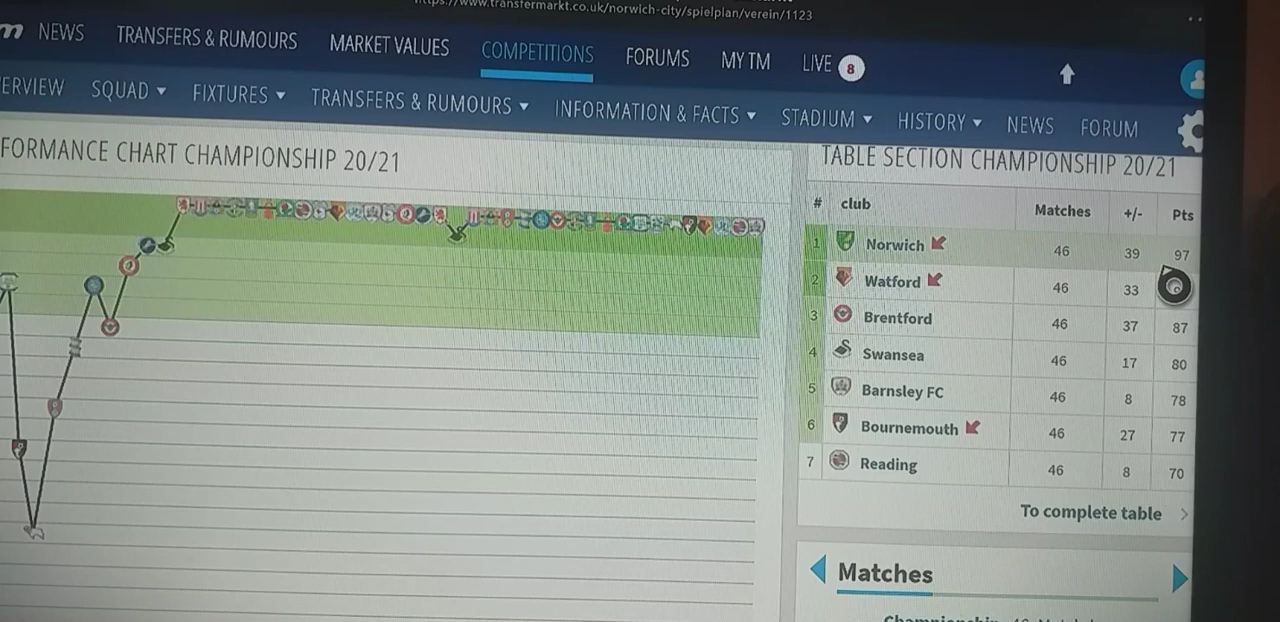 https://www.transfermarkt.co.uk/norwich-city/spielplan/verein/1123
m NEWS TRANSFERS & RUMOURS MARKET VALUES COMPETITIONS FORUMS MY TM LIVE 8
ERVIEW SQUAD FIXTURES TRANSFERS & RUMOURS INFORMATION & FACTS STADIUM HISTORY NEWS FORUM
FORMANCE CHART CHAMPIONSHIP 20/21
TABLE SECTION CHAMPIONSHIP 20/21
# club Matches +/- Pts
1 Norwich 46 39 97
2 Watford 46 33
3 Brentford 46 37 87
4 Swansea 46 17 80
5 Barnsley FC 46 8 78
6 Bournemouth 46 27 77
7 Reading 46 8 70
To complete table
Matches